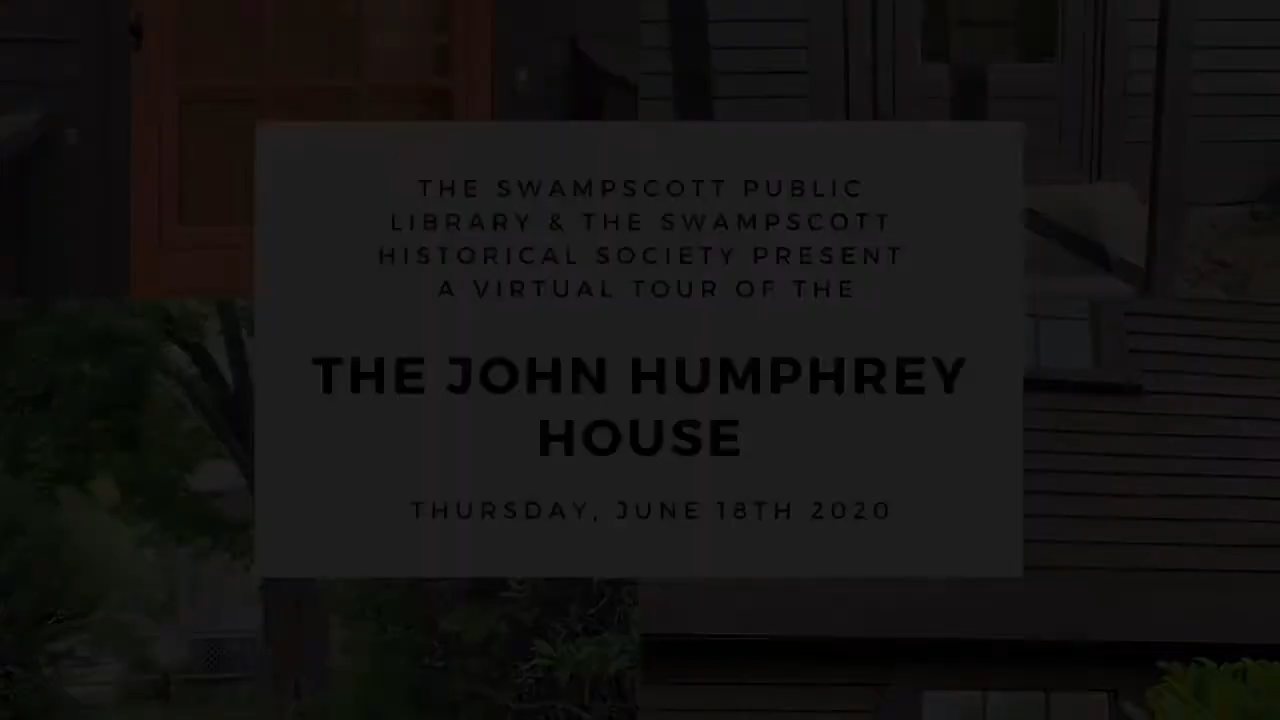 THE SWAMPSCOTT PUBLIC
LIBRARY & THE SWAMPSCOTT
HISTORICAL SOCIETY PRESENT
A VIRTUAL TOUR OF THE
THE JOHN HUMPHREY
HOUSE
THURSDAY, JUNE 18TH 2020